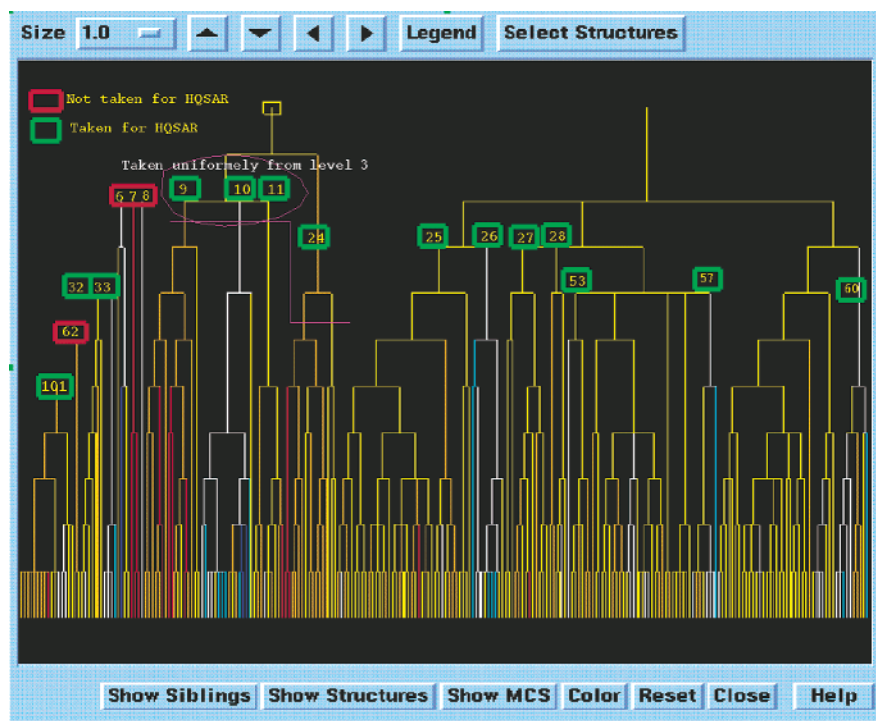 Size 1.0 Legend Select Structures
Not taken for HQSAR
Taken for HQSAR
Taken uniformely from level 3
6 7 8 9 10 11
24 25 26 27 28
32 33 53 57 60
62
101
Show Siblings Show Structures Show MCS Color Reset Close Help